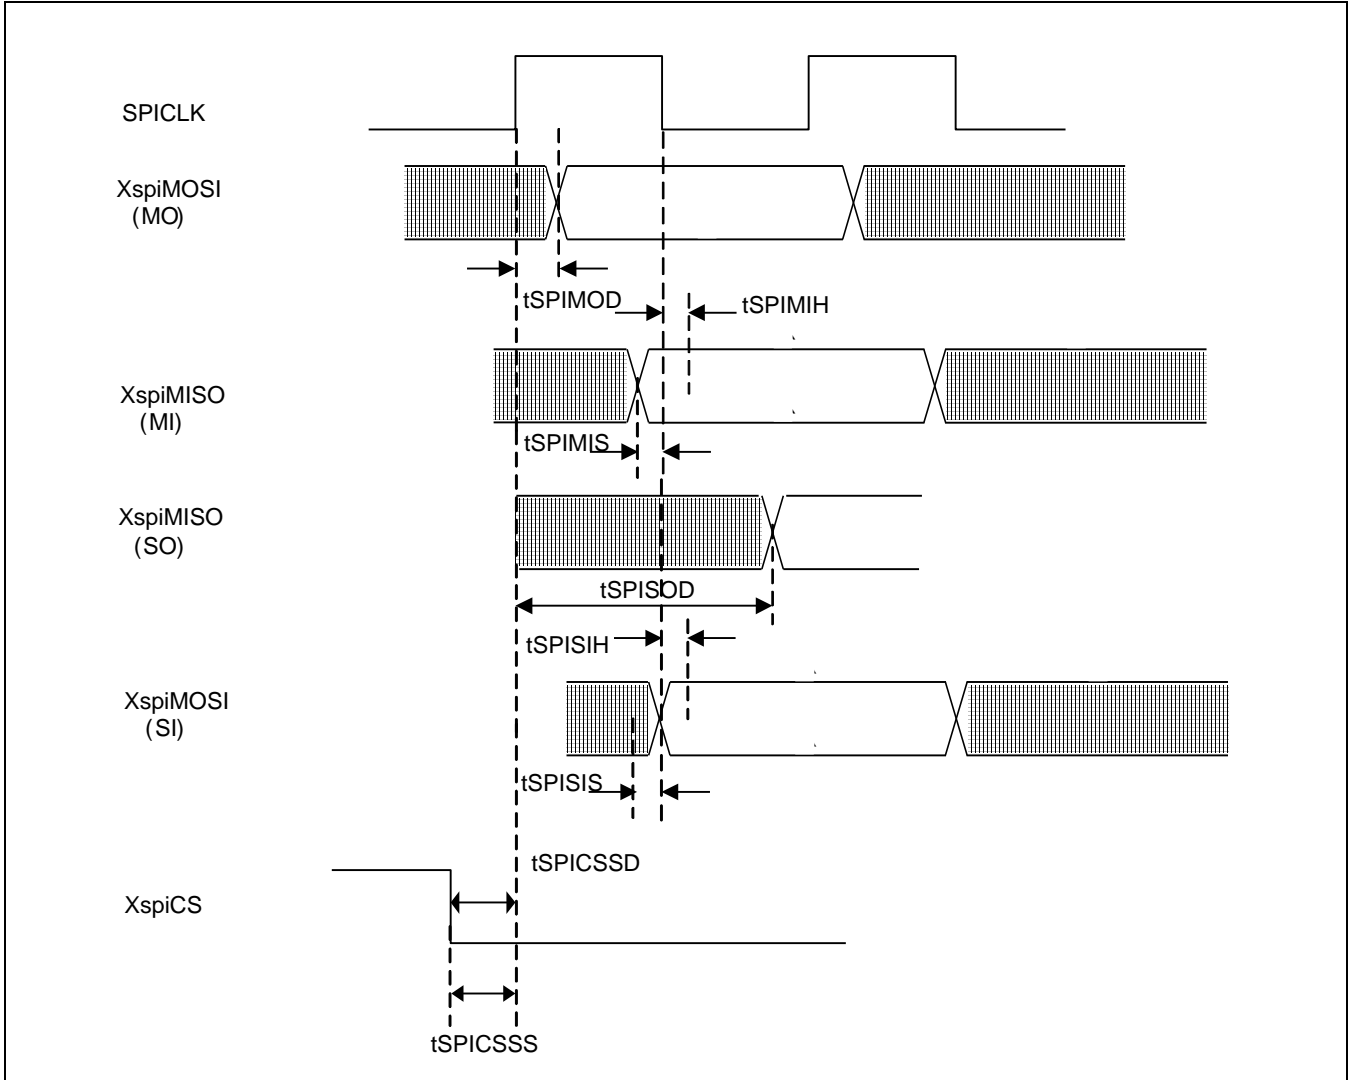 SPICLK
XspiMOSI
(MO)
tSPIMOD
tSPIMIH
XspiMISO
(MI)
tSPIMIS
XspiMISO
(SO)
tSPISOD
tSPISIH
XspiMOSI
(SI)
tSPISIS
tSPICSSD
XspiCS
tSPICSSS